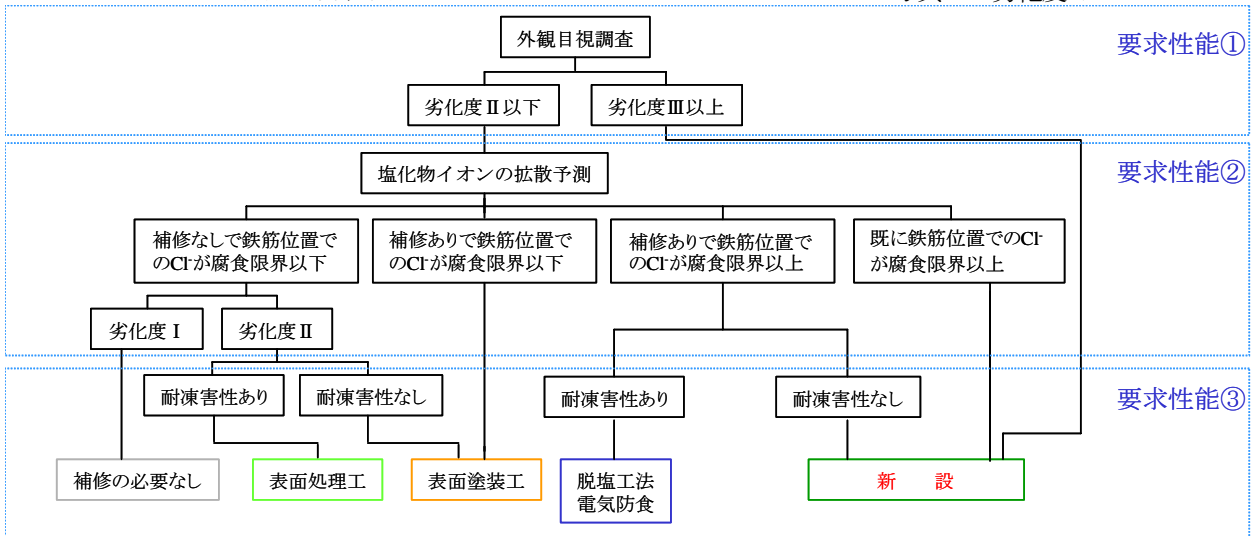 外観目視調査
要求性能①
劣化度Ⅱ以下
劣化度Ⅲ以上
塩化物イオンの拡散予測
要求性能②
補修なしで鉄筋位置で
のCl-が腐食限界以下
補修ありで鉄筋位置で
のCl-が腐食限界以下
補修ありで鉄筋位置で
のCl-が腐食限界以上
既に鉄筋位置でのCl-
が腐食限界以上
劣化度Ⅰ
劣化度Ⅱ
耐凍害性あり
耐凍害性なし
耐凍害性あり
耐凍害性なし
要求性能③
補修の必要なし
表面処理工
表面塗装工
脱塩工法
電気防食
新 設